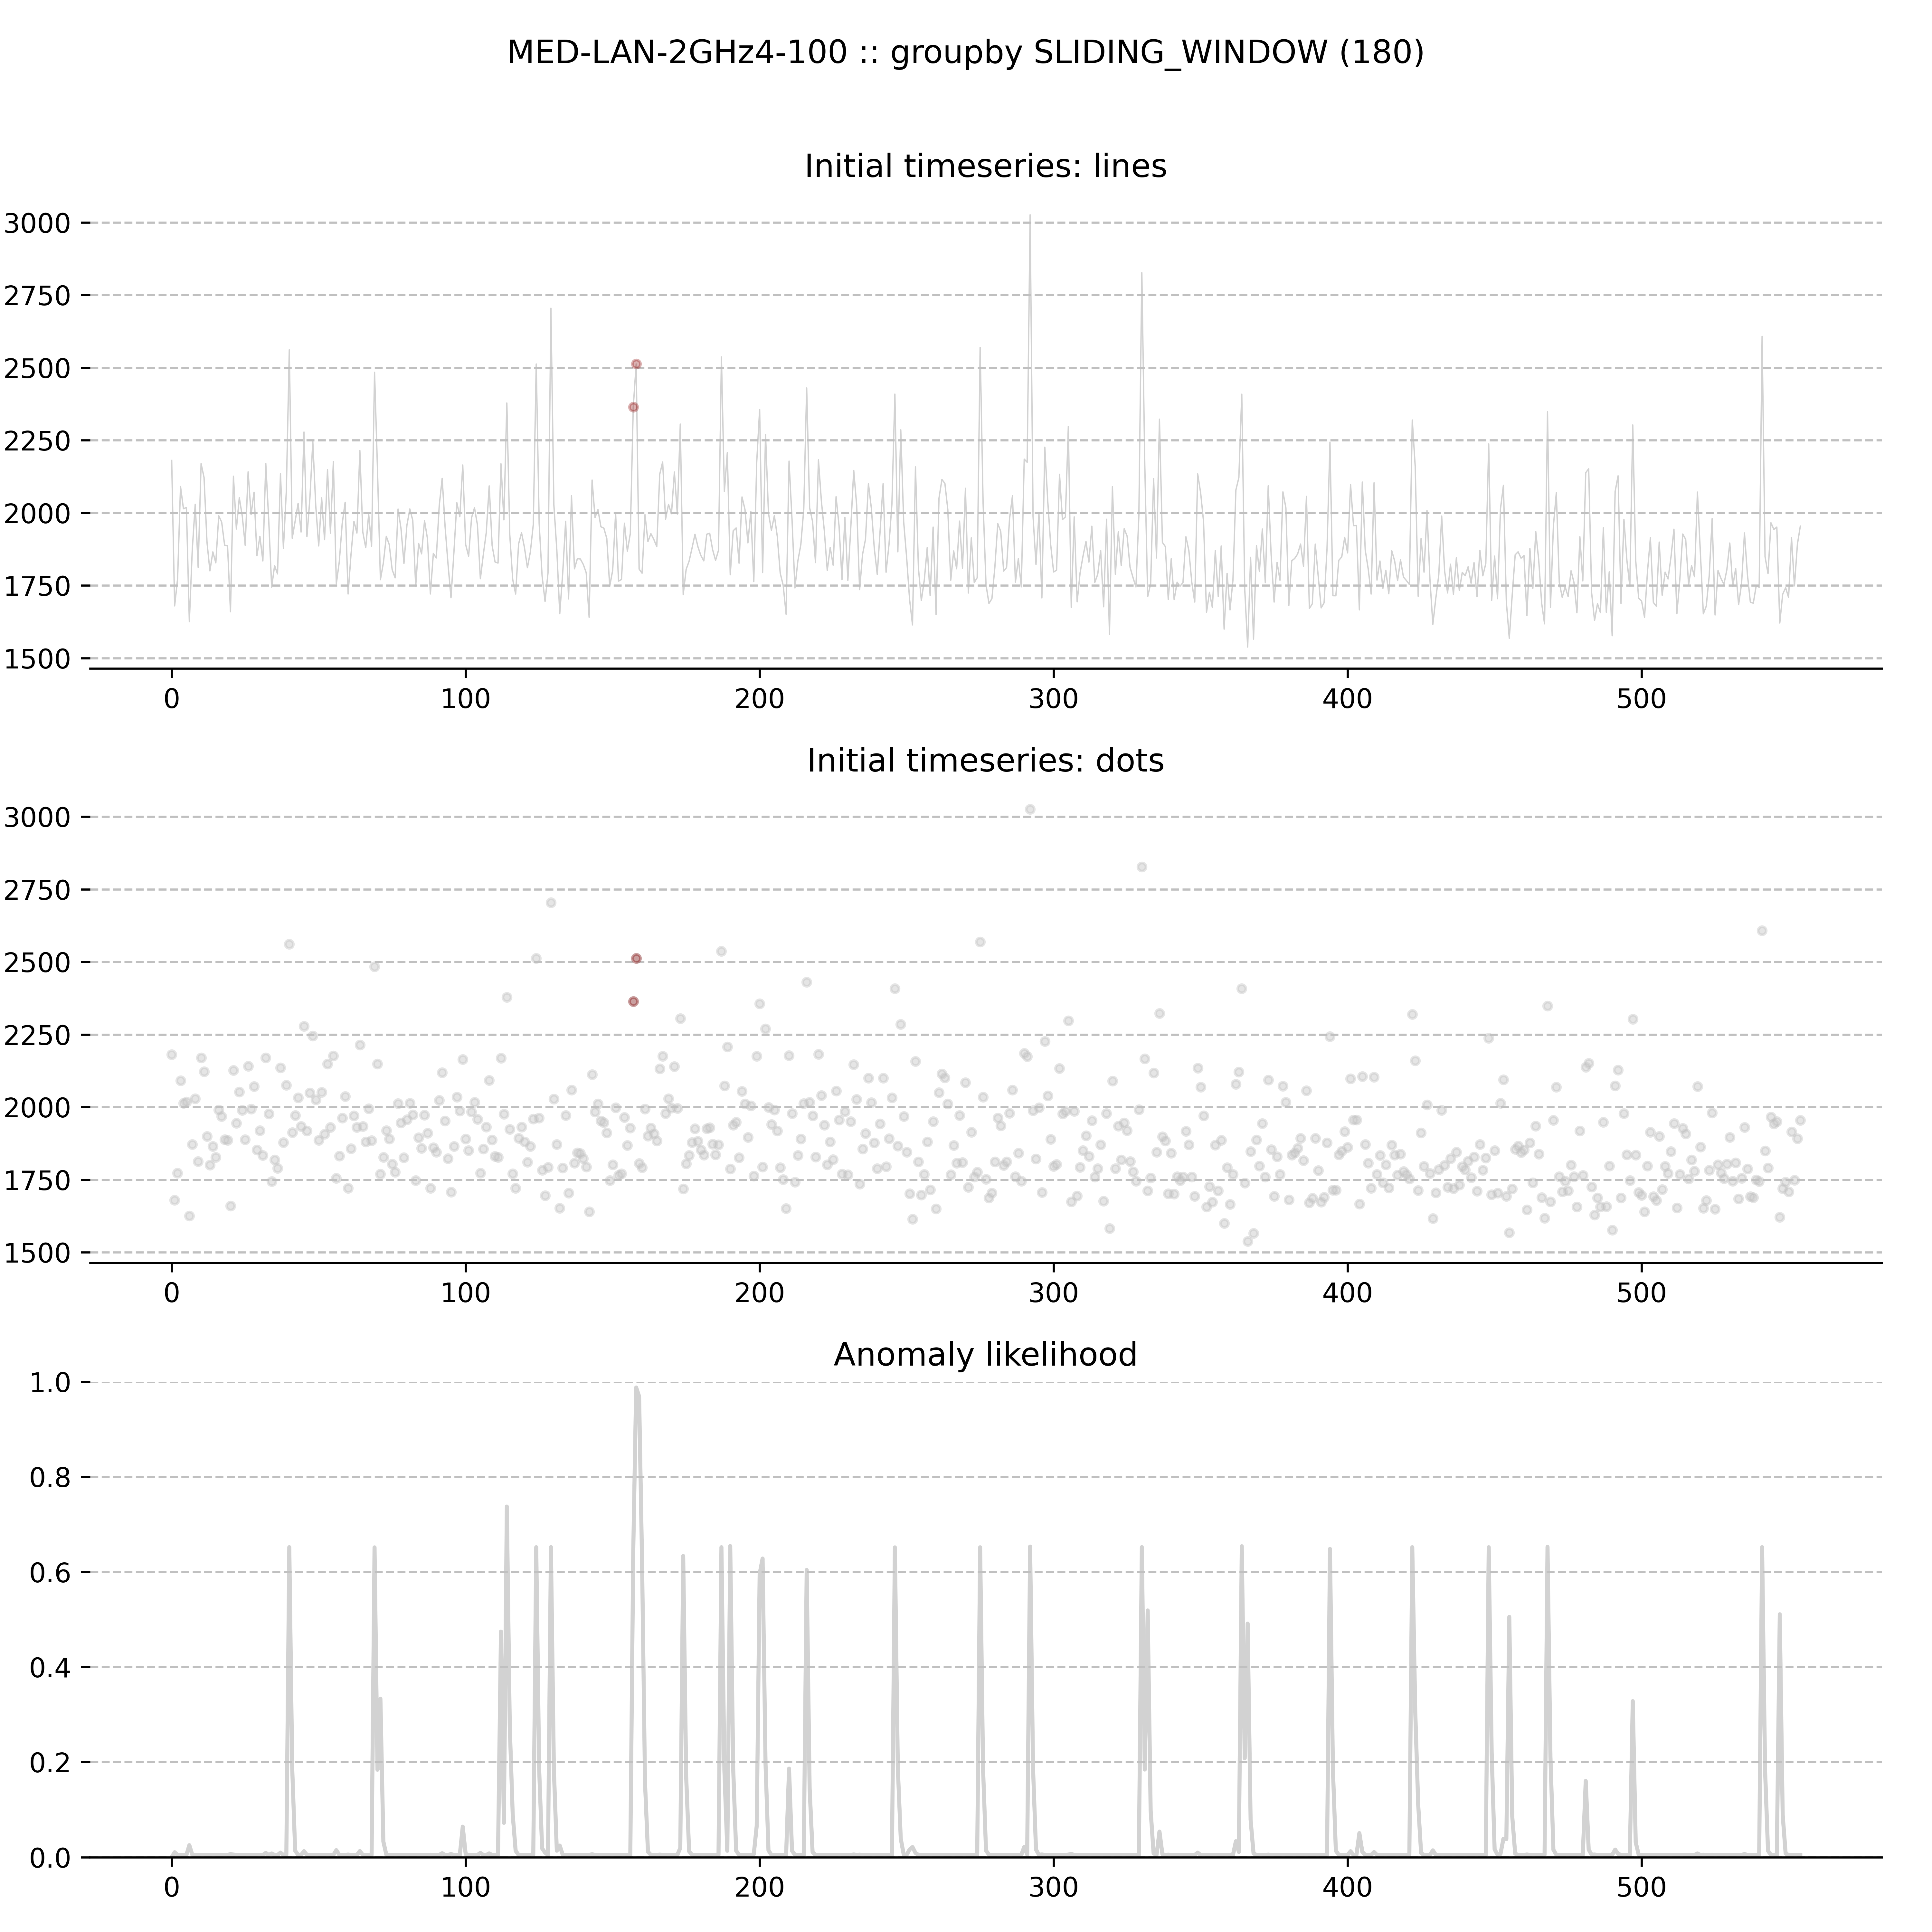 MED-LAN-2GHz4-100 :: groupby SLIDING_WINDOW (180)
Initial timeseries: lines
3000
2750
2500
2250
2000
1750
1500
0 100 200 300 400 500
Initial timeseries: dots
3000
2750
2500
2250
2000
1750
1500
0 100 200 300 400 500
Anomaly likelihood
1.0
0.8
0.6
0.4
0.2
0.0
0 100 200 300 400 500